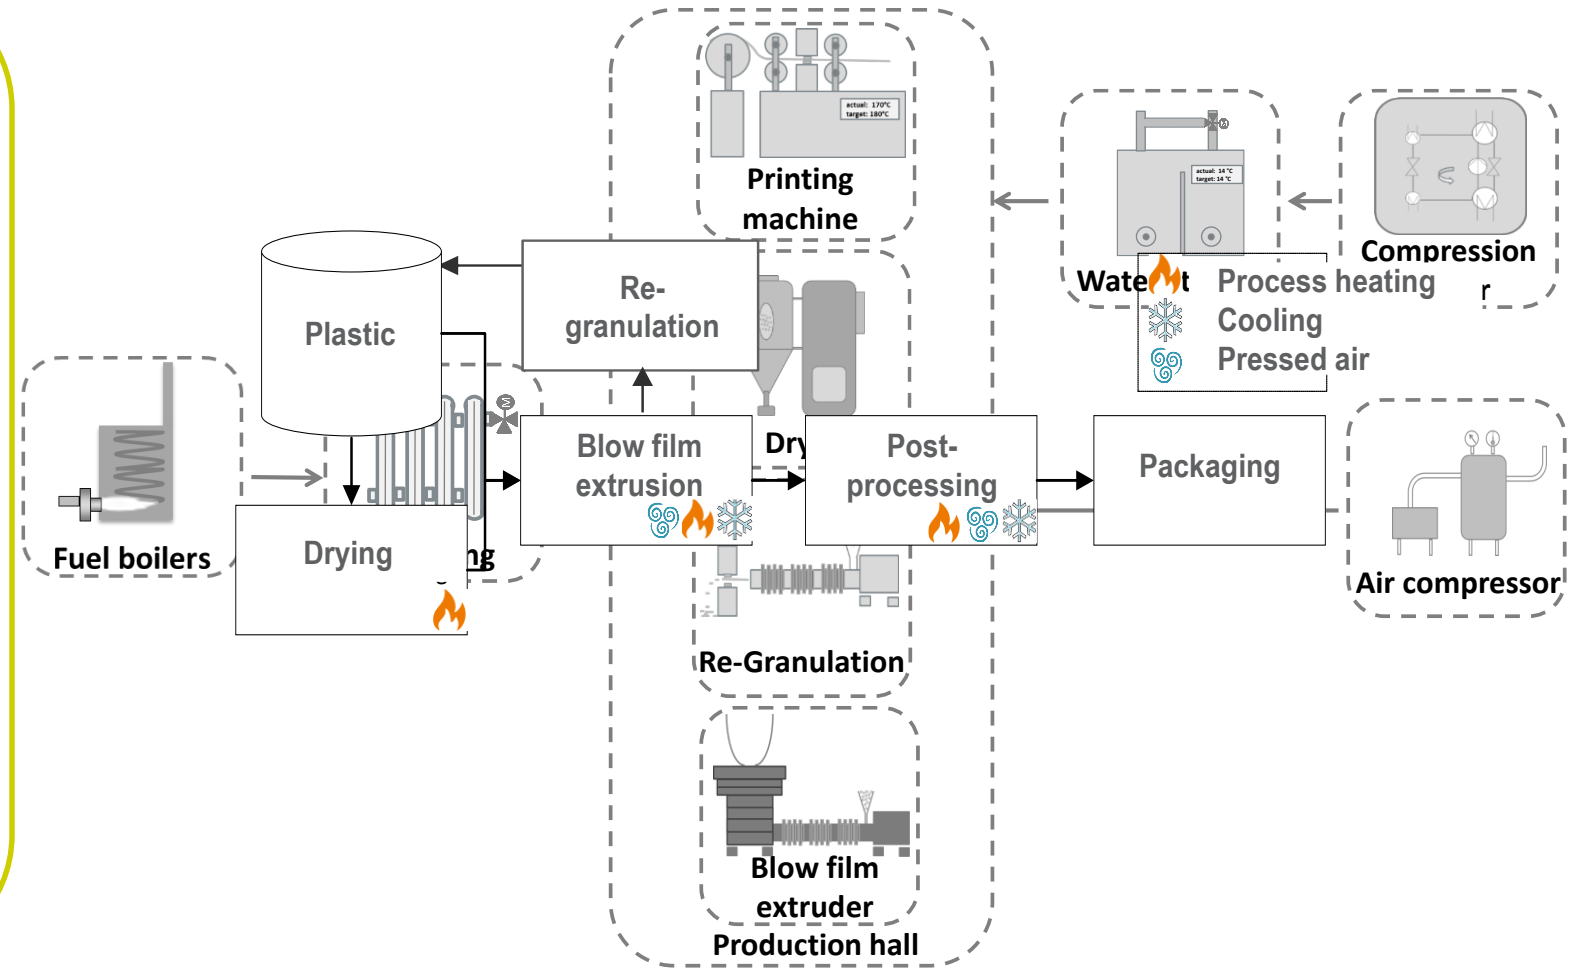 actual: 170°C
target: 180°C
Printing
machine
actual: 14 °C
target: 14 °C
Compression
r
Process heating
Cooling
Pressed air
Re-
granulation
Plastic
Blow film
extrusion
Post-
processing
Packaging
Drying
Fuel boilers
Air compressor
Re-Granulation
Blow film
extruder
Production hall